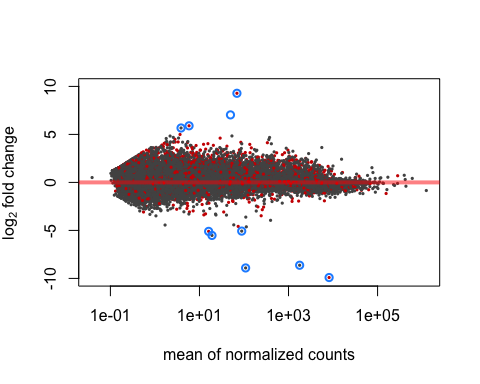 10
5
0
-5
-10
log2 fold change
1e-01
1e+01
1e+03
1e+05
mean of normalized counts